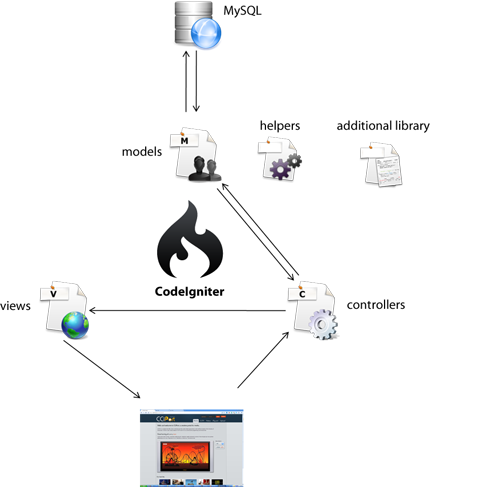 MySQL
helpers
additional library
M
models
CodeIgniter
V
C
views
controllers